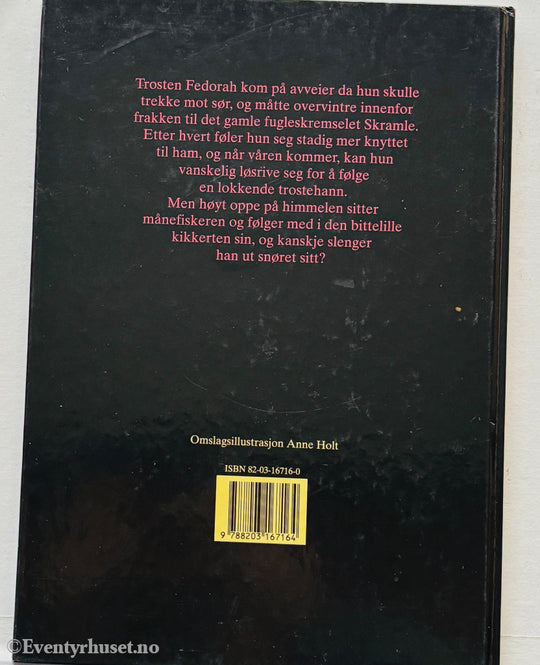 Trosten Fedorah kom på avveier da hun skulle
trekke mot sør, og måtte overvintre innenfor
frakken til det gamle fugleskremselet Skramle.
Etter hvert føler hun seg stadig mer knyttet
til ham, og når våren kommer, kan hun
vanskelig løsrive seg for å følge
en lokkende trostehann.
Men høyt oppe på himmelen sitter
månefiskeren og følger med i den bittelille
kikkerten sin, og kanskje slenger
han ut snøret sitt?
Omslagsillustrasjon Anne Holt
ISBN 82-03-16716-0
9 788203 167164
©Eventyrhuset.no